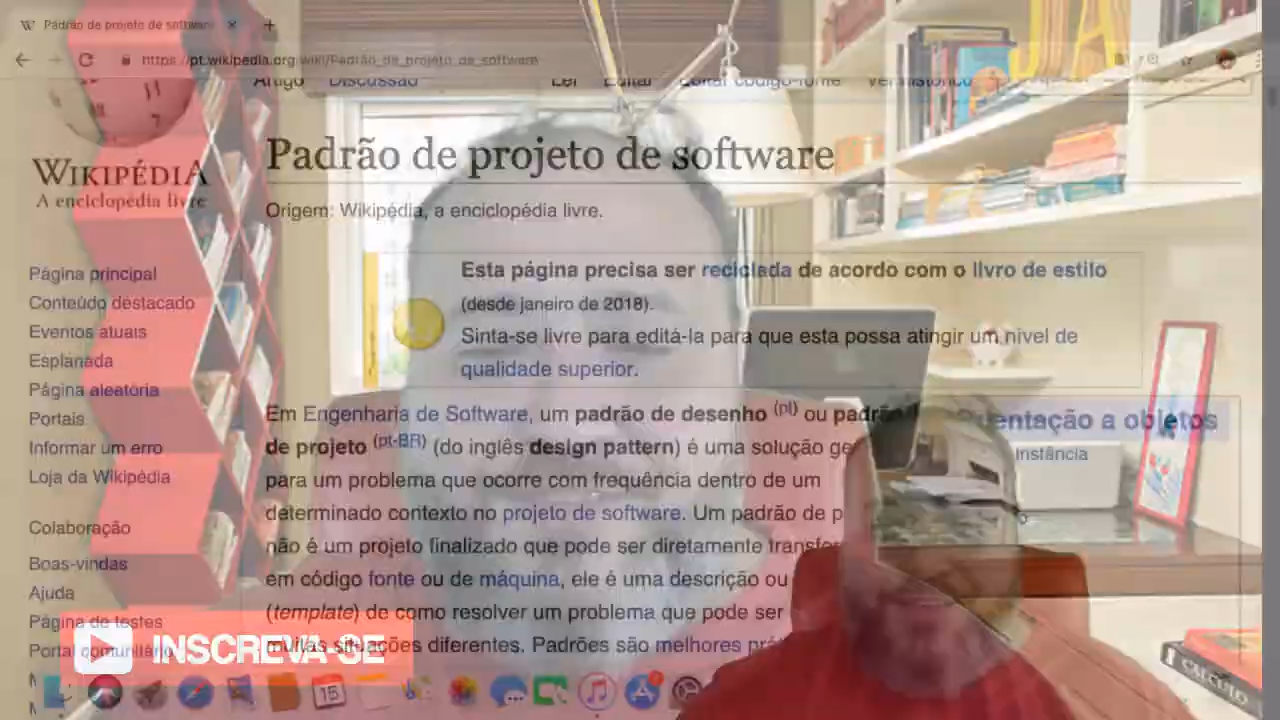 Padrão de projeto de software
https://pt.wikipedia.org/wiki/Padrão_de_projeto_de_software
Artigo Discussão Ler Editar Editar código-fonte Ver histórico
WIKIPÉDIA
A enciclopédia livre
Padrão de projeto de software
Origem: Wikipédia, a enciclopédia livre.
Página principal
Conteúdo destacado
Eventos atuais
Esplanada
Página aleatória
Portais
Informar um erro
Loja da Wikipédia
Colaboração
Boas-vindas
Ajuda
Página de testes
Portal comunitário
Esta página precisa ser reciclada de acordo com o livro de estilo
(desde janeiro de 2018).
Sinta-se livre para editá-la para que esta possa atingir um nível de
qualidade superior.
Em Engenharia de Software, um padrão de desenho (pt) ou padrão
de projeto (pt-BR) (do inglês design pattern) é uma solução ge
para um problema que ocorre com frequência dentro de um
determinado contexto no projeto de software. Um padrão de p
não é um projeto finalizado que pode ser diretamente transfo
em código fonte ou de máquina, ele é uma descrição ou
(template) de como resolver um problema que pode ser
muitas situações diferentes. Padrões são melhores prá
Orientação a objetos
instância
INSCREVA-SE
15
CALCULO